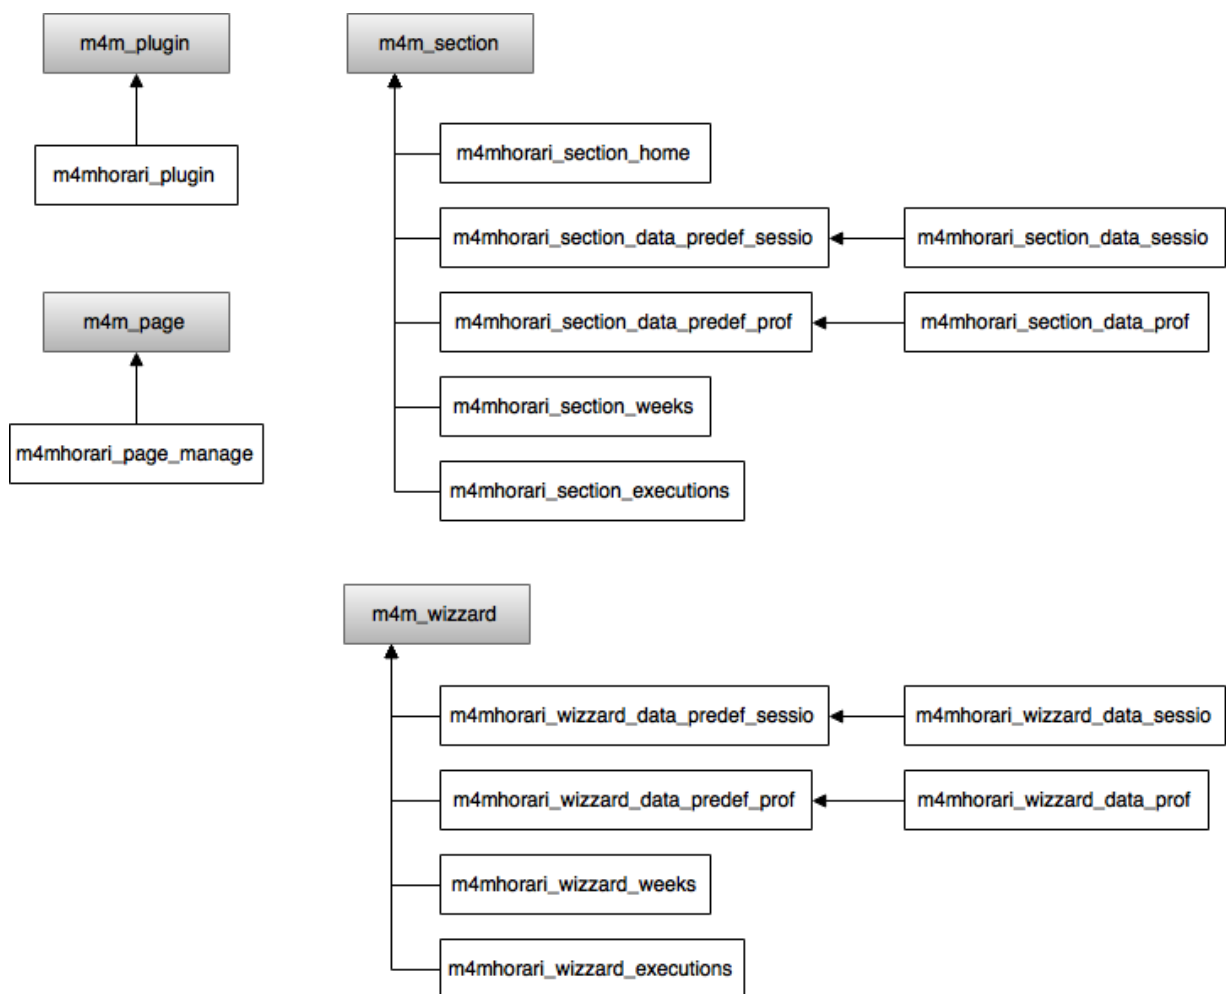 m4m_plugin
m4mhorari_plugin
m4m_page
m4mhorari_page_manage
m4m_section
m4mhorari_section_home
m4mhorari_section_data_predef_sessio
m4mhorari_section_data_sessio
m4mhorari_section_data_predef_prof
m4mhorari_section_data_prof
m4mhorari_section_weeks
m4mhorari_section_executions
m4m_wizzard
m4mhorari_wizzard_data_predef_sessio
m4mhorari_wizzard_data_sessio
m4mhorari_wizzard_data_predef_prof
m4mhorari_wizzard_data_prof
m4mhorari_wizzard_weeks
m4mhorari_wizzard_executions